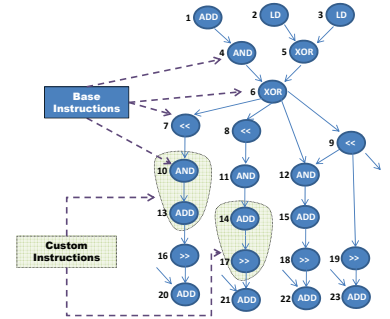 1 ADD
2 LD
3 LD
4 AND
5 XOR
6 XOR
Base
Instructions
7 <<
8 <<
9 <<
10 AND
11 AND
12 AND
13 ADD
14 ADD
15 ADD
Custom
Instructions
16 >>
17 >>
18 >>
19 >>
20 ADD
21 ADD
22 ADD
23 ADD